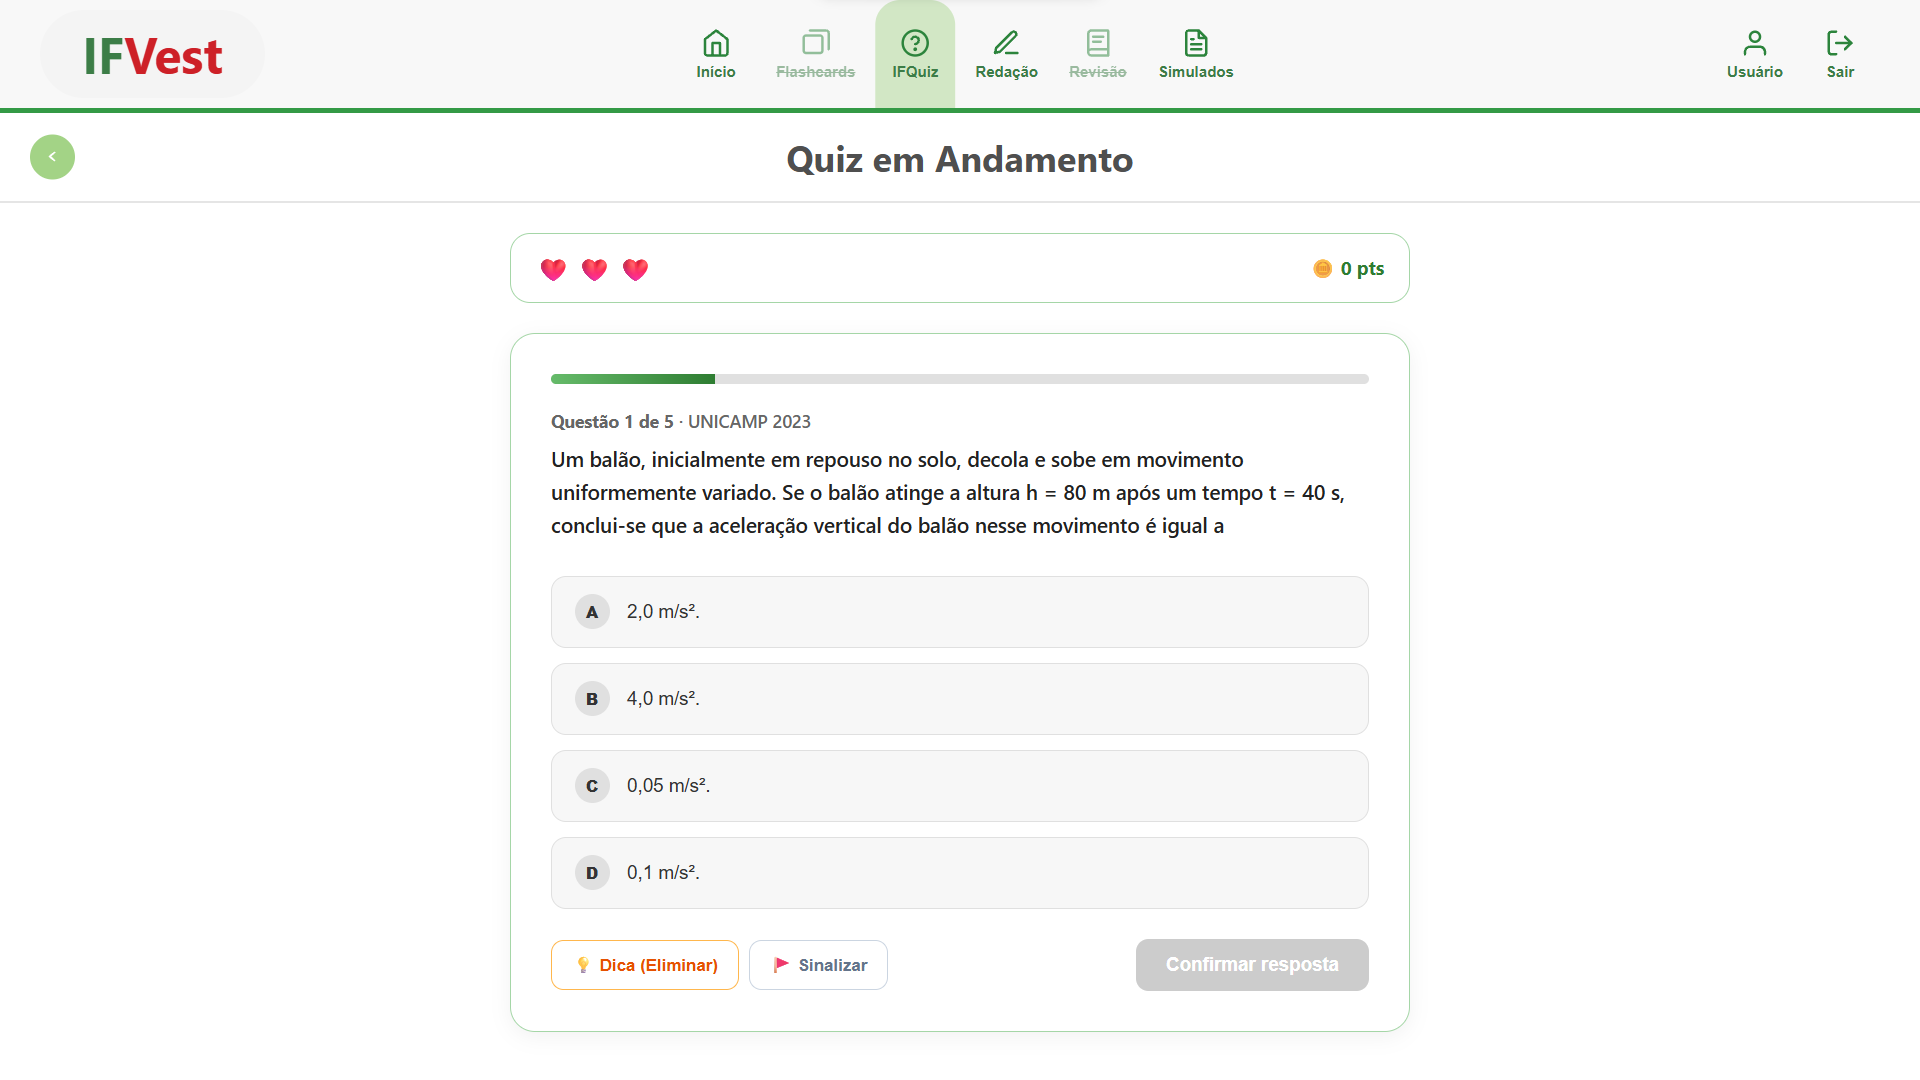 IFVest
Início
Flashcards
IFQuiz
Redação
Revisão
Simulados
Usuário
Sair
Quiz em Andamento
0 pts
Questão 1 de 5 · UNICAMP 2023
Um balão, inicialmente em repouso no solo, decola e sobe em movimento
uniformemente variado. Se o balão atinge a altura h = 80 m após um tempo t = 40 s,
conclui-se que a aceleração vertical do balão nesse movimento é igual a
A 2,0 m/s².
B 4,0 m/s².
C 0,05 m/s².
D 0,1 m/s².
Dica (Eliminar)
Sinalizar
Confirmar resposta